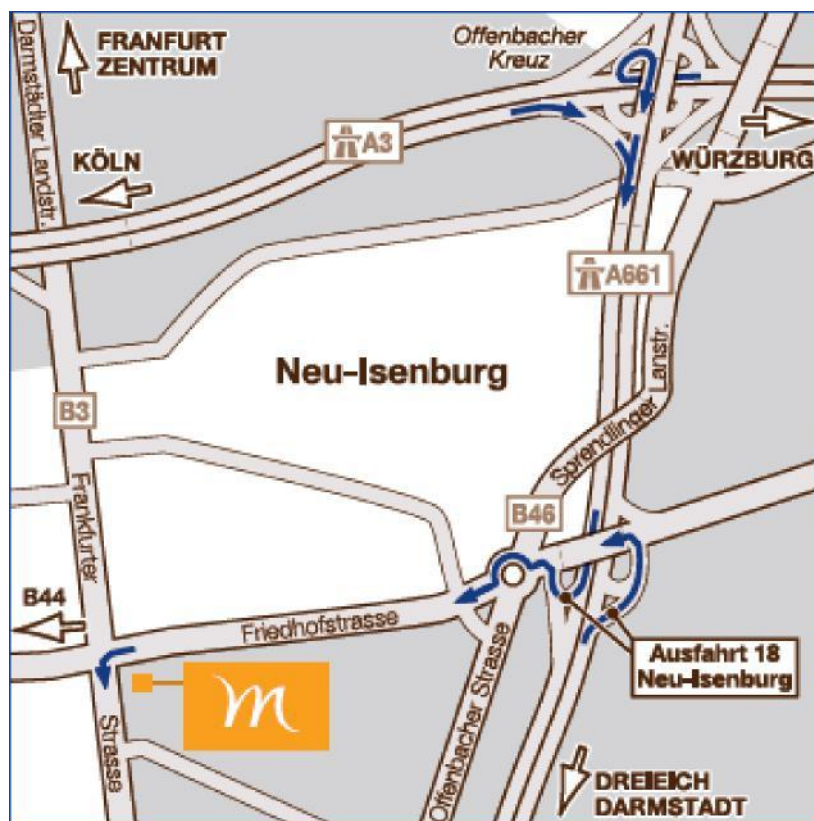 FRANFURT
ZENTRUM
Offenbacher
Kreuz
Darmstädter Landstr.
A3
KÖLN
WÜRZBURG
A661
Neu-Isenburg
Sprendlinger Lanstr.
B3
Frankfurter
B46
B44
Friedhofstrasse
Ausfahrt 18
Neu-Isenburg
m
Strasse
Offenbacher Strasse
DREIEICH
DARMSTADT